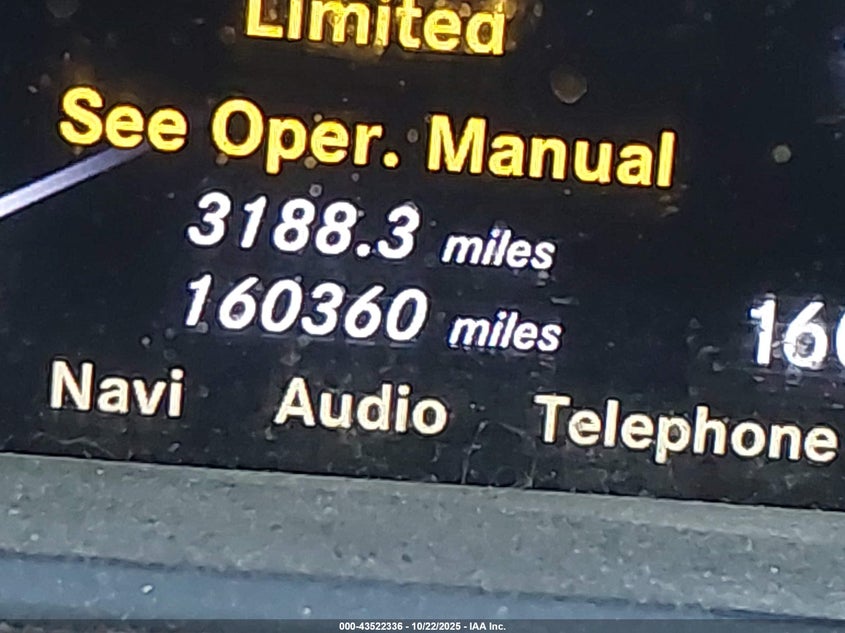 Limited
See Oper. Manual
3188.3 miles
160360 miles
Navi Audio Telephone
000-43522336 - 10/22/2025 - IAA Inc.